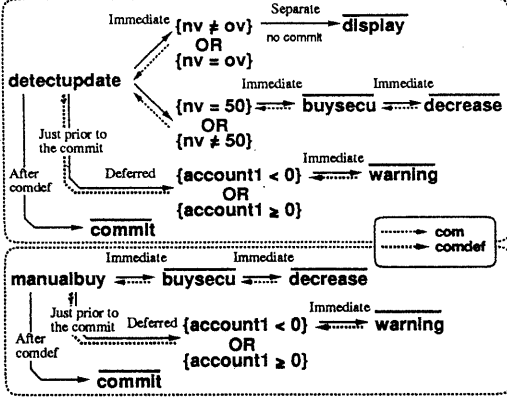 Immediate {nv ≠ ov} Separate display
OR no commit
{nv = ov}
detectupdate
Immediate Immediate
{nv = 50} buysecu decrease
OR
{nv ≠ 50}
Just prior to
the commit
After
comdef
Deferred {account1 < 0} Immediate warning
OR
{account1 ≥ 0}
commit
com
comdef
Immediate Immediate
manualbuy buysecu decrease
Just prior to
the commit
After
comdef
Deferred {account1 < 0} Immediate warning
OR
{account1 ≥ 0}
commit